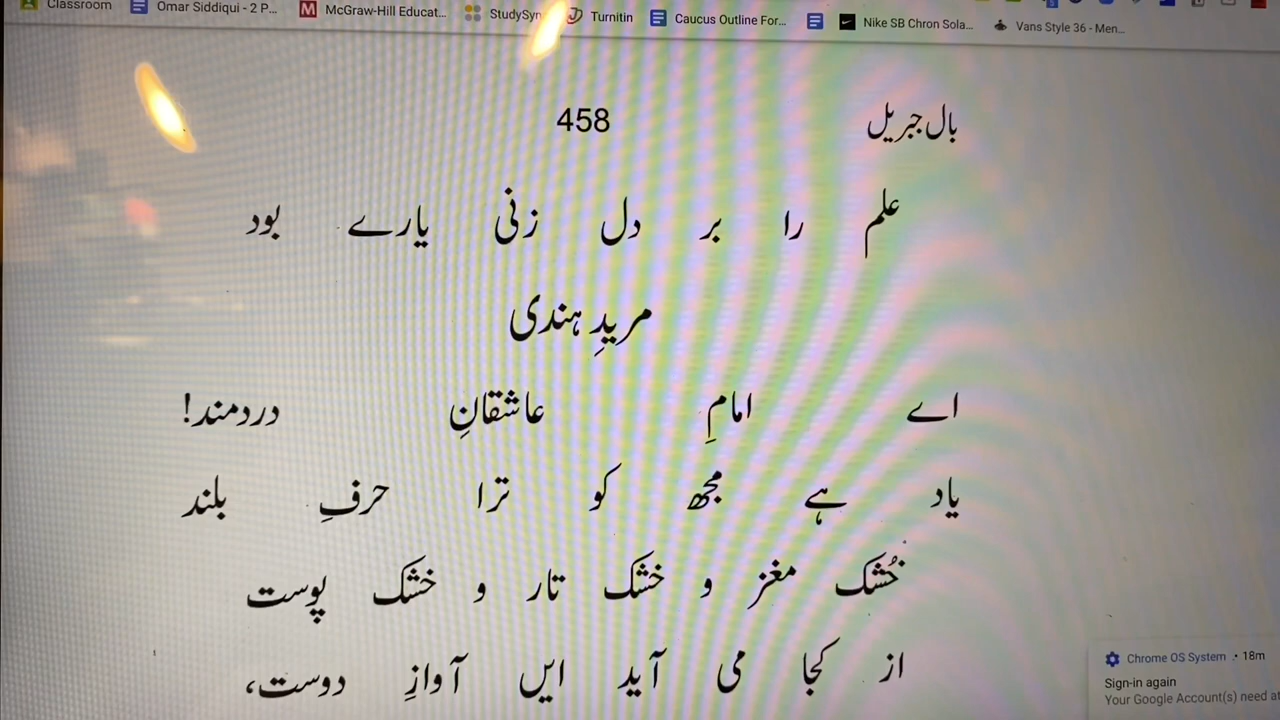 Classroom
Omar Siddiqui - 2 P...
McGraw-Hill Educat...
StudySyn
Turnitin
Caucus Outline For...
Nike SB Chron Sola...
Vans Style 36 - Men...
بال جبریل
458
علم را بر دل زنی یارے بود
مریدِ ہندی
اے امامِ عاشقانِ دردمند!
یاد ہے مجھ کو ترا حرفِ بلند
خُشک مغز و خشک تار و خشک پوست
از کجا می آید ایں آوازِ دوست،
Chrome OS System • 18m
Sign-in again
Your Google Account(s) need